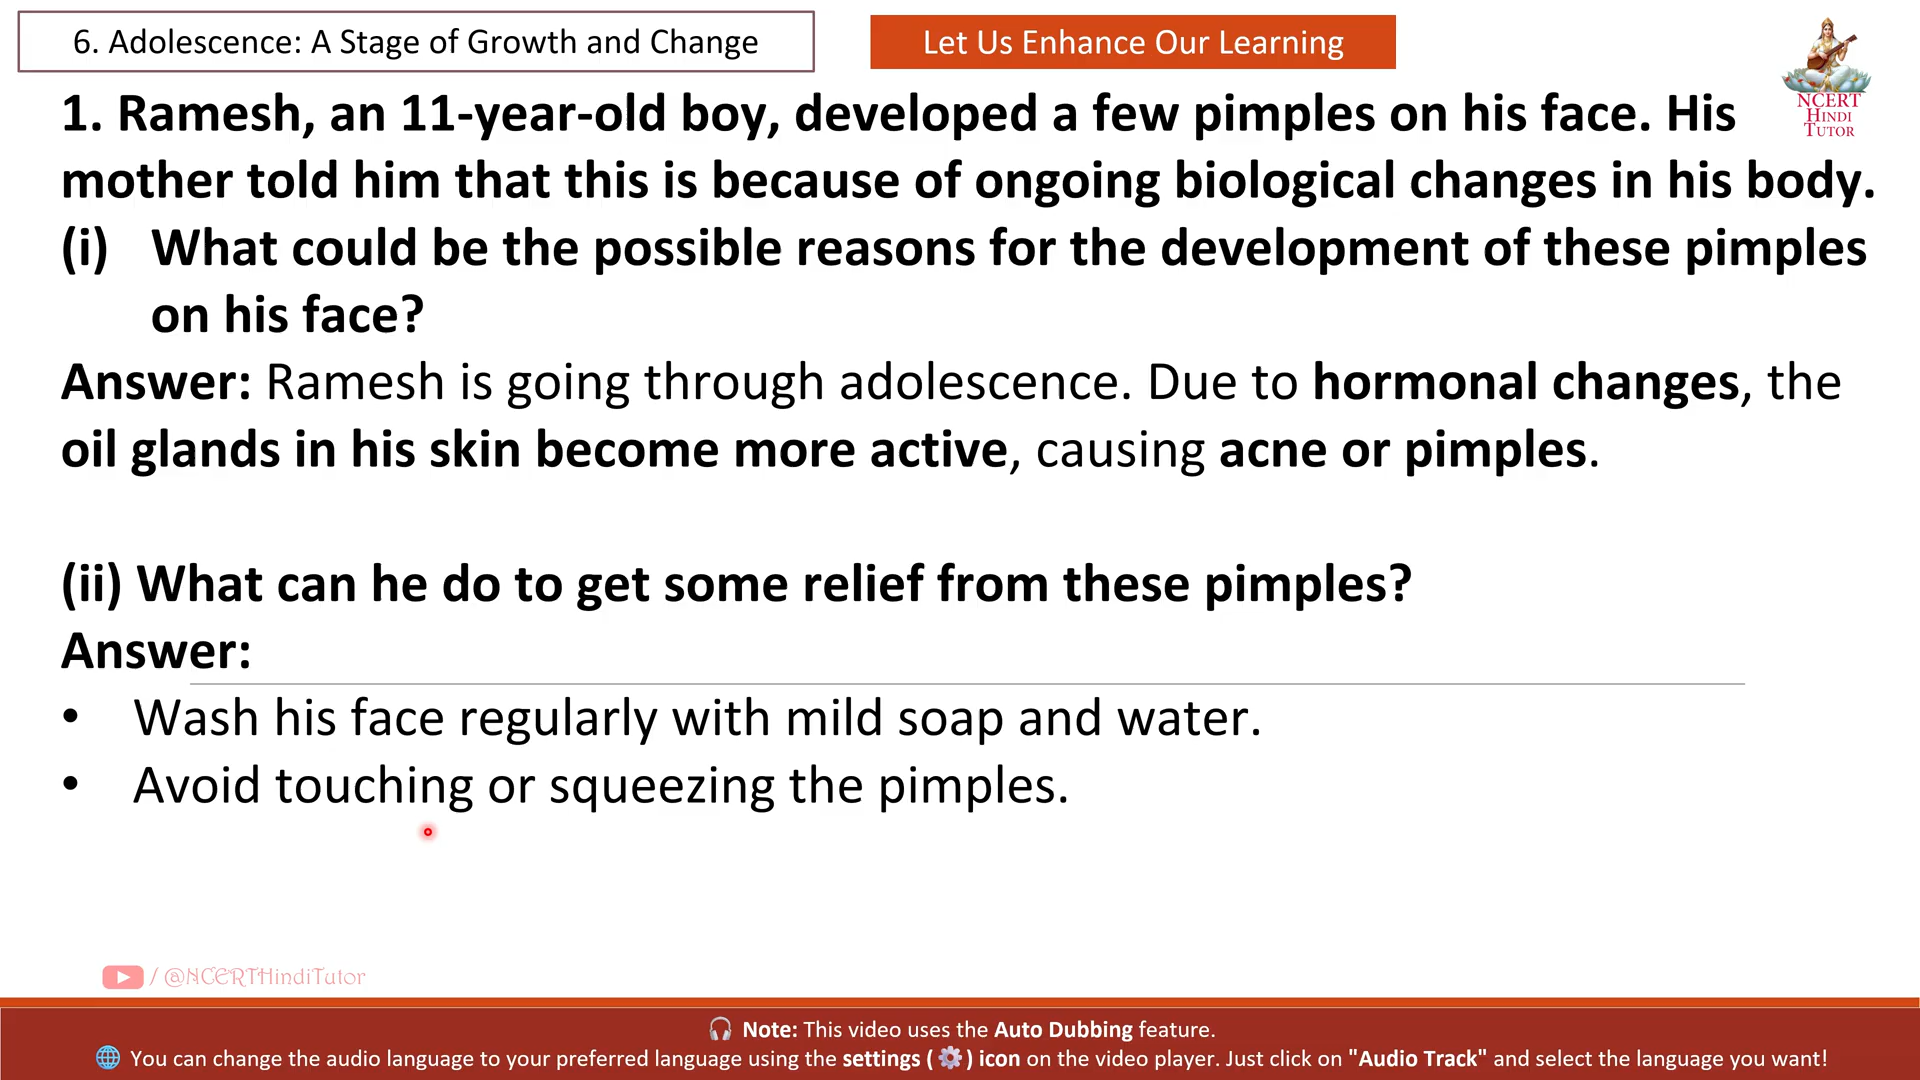 6. Adolescence: A Stage of Growth and Change
Let Us Enhance Our Learning
NCERT
HINDI
TUTOR
1. Ramesh, an 11-year-old boy, developed a few pimples on his face. His
mother told him that this is because of ongoing biological changes in his body.
(i) What could be the possible reasons for the development of these pimples
on his face?
Answer: Ramesh is going through adolescence. Due to hormonal changes, the
oil glands in his skin become more active, causing acne or pimples.
(ii) What can he do to get some relief from these pimples?
Answer:
• Wash his face regularly with mild soap and water.
• Avoid touching or squeezing the pimples.
/ @NCERTHindiTutor
🎧 Note: This video uses the Auto Dubbing feature.
🌐 You can change the audio language to your preferred language using the settings ( ⚙️ ) icon on the video player. Just click on "Audio Track" and select the language you want!